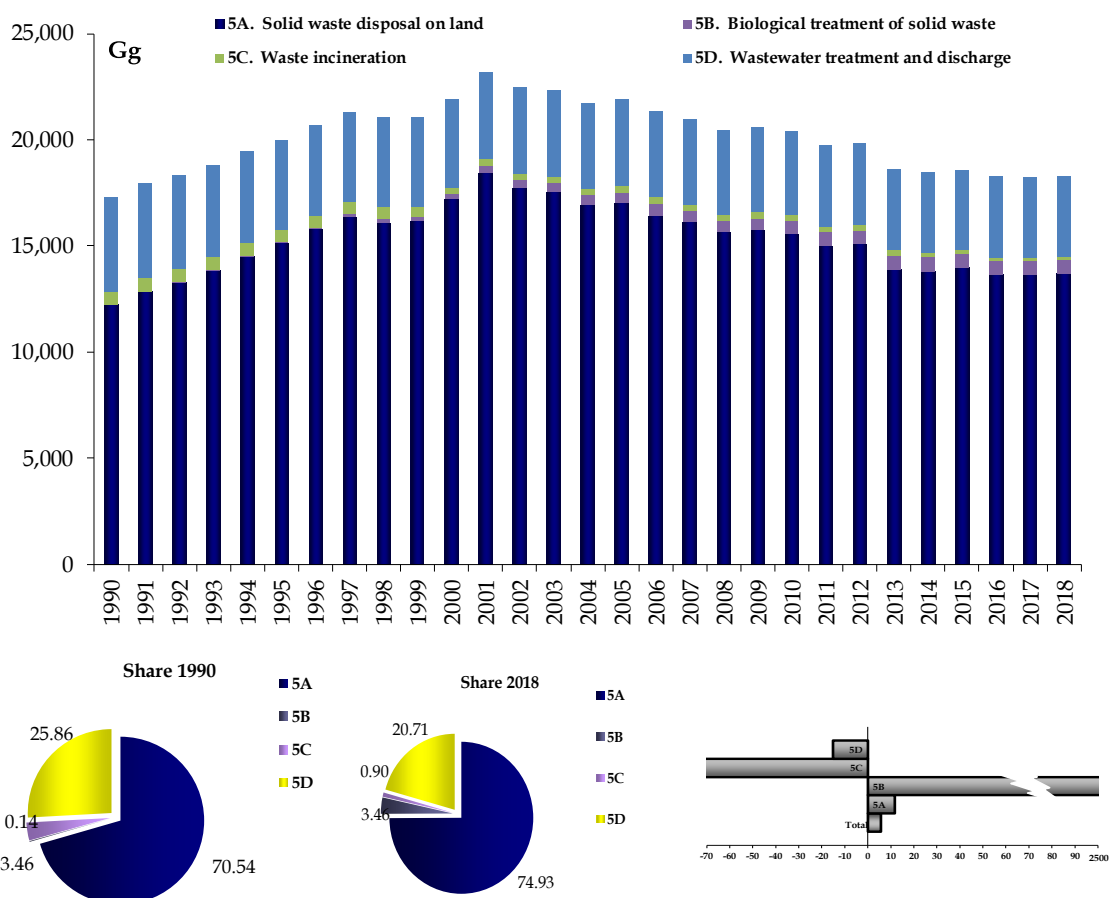 25,000
20,000
15,000
10,000
5,000
0
Gg
5A. Solid waste disposal on land
5B. Biological treatment of solid waste
5C. Waste incineration
5D. Wastewater treatment and discharge
1990
1991
1992
1993
1994
1995
1996
1997
1998
1999
2000
2001
2002
2003
2004
2005
2006
2007
2008
2009
2010
2011
2012
2013
2014
2015
2016
2017
2018
Share 1990
25.86
0.14
3.46
70.54
5A
5B
5C
5D
Share 2018
20.71
0.90
3.46
74.93
5A
5B
5C
5D
5D
5C
5B
5A
Total
-70 -60 -50 -40 -30 -20 -10 0 10 20 30 40 50 60 70 80 90 2500